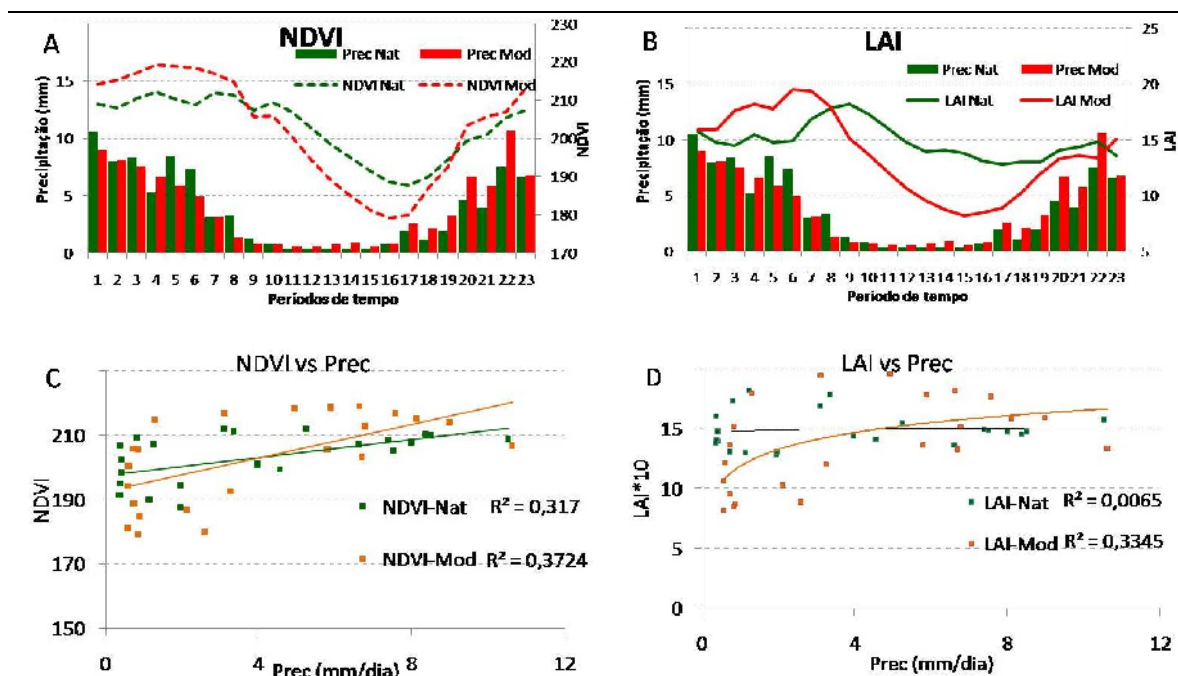 A
NDVI
Prec Nat
Prec Mod
NDVI Nat
NDVI Mod
Precipitação (mm)
15
10
5
0
230
220
210
200
190
180
170
NDVI
1 2 3 4 5 6 7 8 9 10 11 12 13 14 15 16 17 18 19 20 21 22 23
Períodos de tempo
B
LAI
Prec Nat
Prec Mod
LAI Nat
LAI Mod
Precipitação (mm)
15
10
5
0
25
20
15
10
5
LAI
1 2 3 4 5 6 7 8 9 10 11 12 13 14 15 16 17 18 19 20 21 22 23
Período de tempo
C
NDVI vs Prec
NDVI
210
190
170
150
NDVI-Nat R² = 0,317
NDVI-Mod R² = 0,3724
0 4 8 12
Prec (mm/dia)
D
LAI vs Prec
LAI*10
15
10
5
0
LAI-Nat R² = 0,0065
LAI-Mod R² = 0,3345
0 4 8 12
Prec (mm/dia)